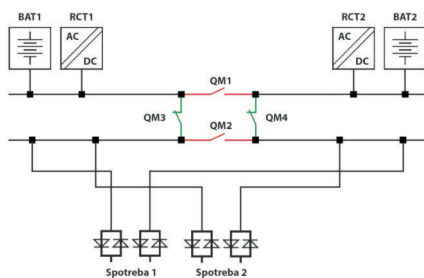 BAT1 RCT1 RCT2 BAT2
AC AC
DC DC
QM1
QM3 QM4
QM2
Spotreba 1 Spotreba 2